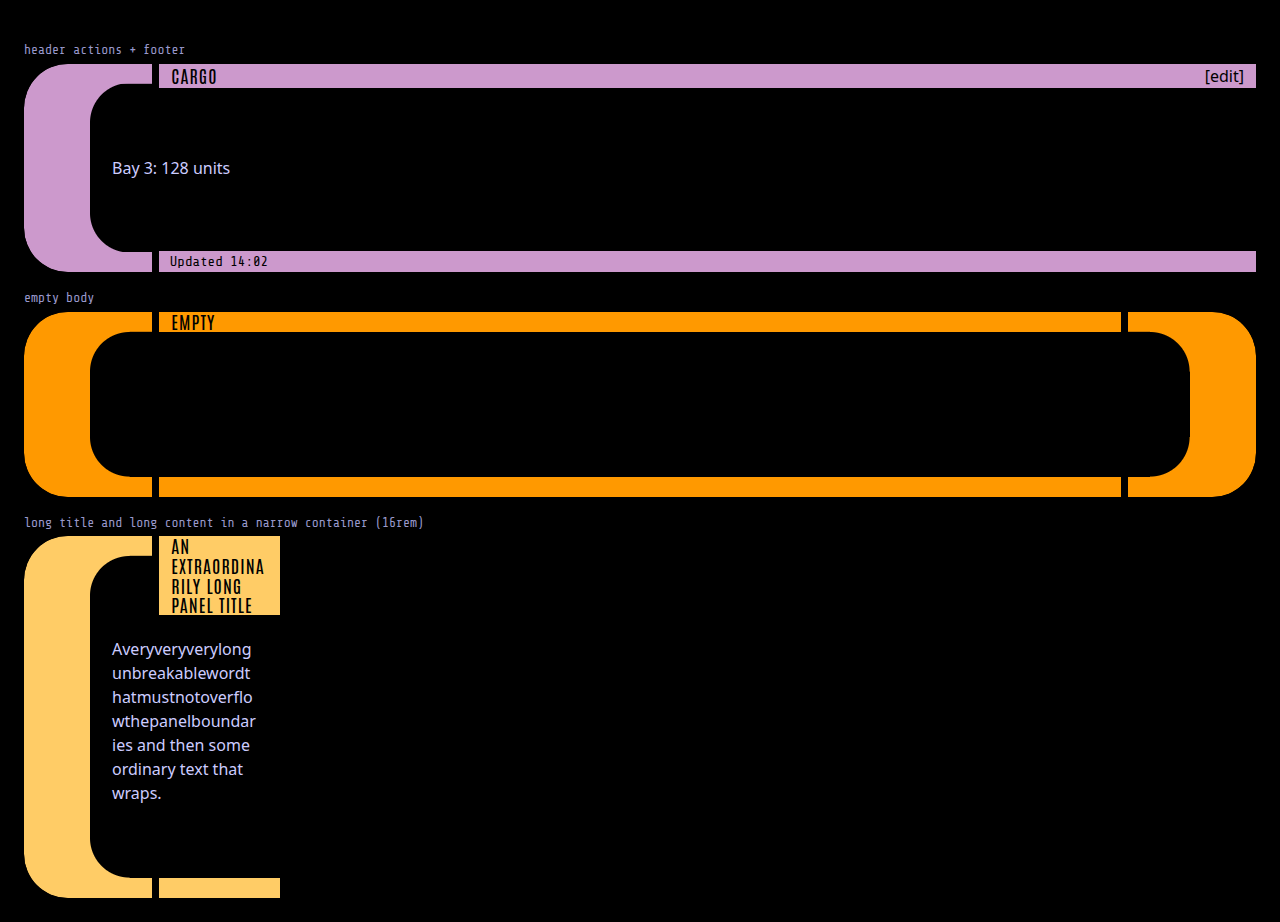 header actions + footer
CARGO [edit]
Bay 3: 128 units
Updated 14:02
empty body
EMPTY
long title and long content in a narrow container (16rem)
AN
EXTRAORDINA
RILY LONG
PANEL TITLE
Averyveryverylong
unbreakablewordt
hatmustnotoverflo
wthepanelboundar
ies and then some
ordinary text that
wraps.